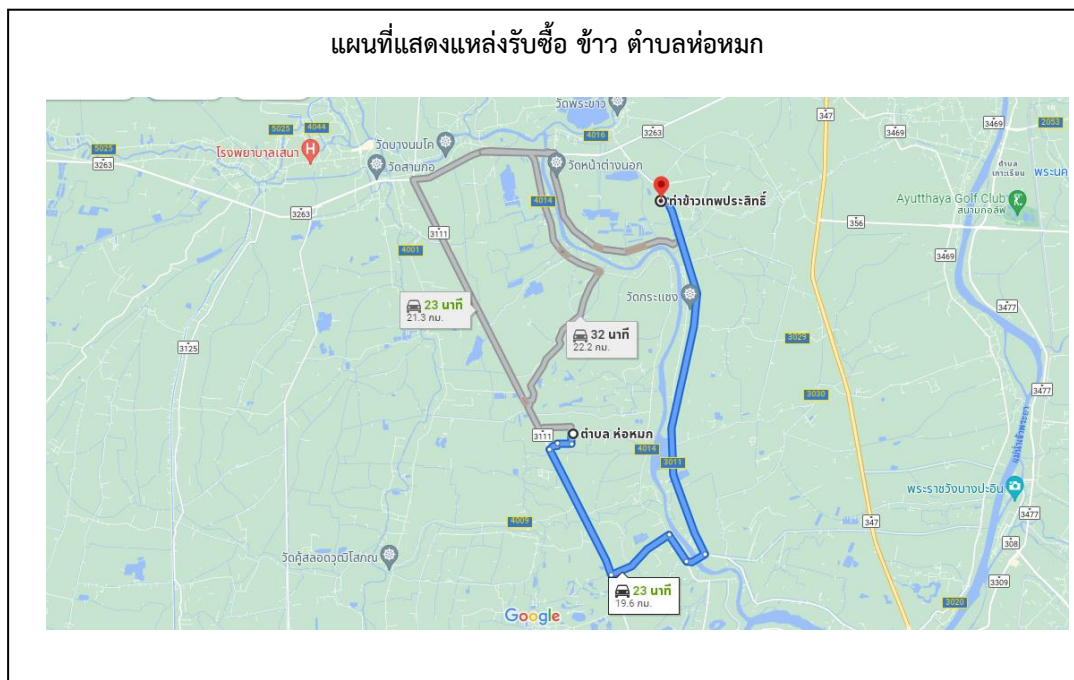 แผนที่แสดงแหล่งรับซื้อ ข้าว ตำบลห่อหมก
วัดพระขาว
347
5025
4044
4016
3263
3469
3469
2053
วัดบางนมโค
โรงพยาบาลเสนา
5025
3263
วัดสามกอ
วัดหน้าต่างนอก
ตำบล
เกาะเรียน
พระนค
4014
ท่าข้าวเทพประสิทธิ์
Ayutthaya Golf Club
สนามกอล์ฟ
3263
356
3111
4001
3469
วัดกระแชง
23 นาที
21.3 กม.
3477
32 นาที
22.2 กม.
3125
3029
3477
3030
3111
ตำบล ห่อหมก
4014
3011
แม่น้ำเจ้าพระยา
พระราชวังบางปะอิน
4009
347
3477
308
วัดคู้สลอดวุฒิโสภณ
3309
23 นาที
19.6 กม.
3020
Google